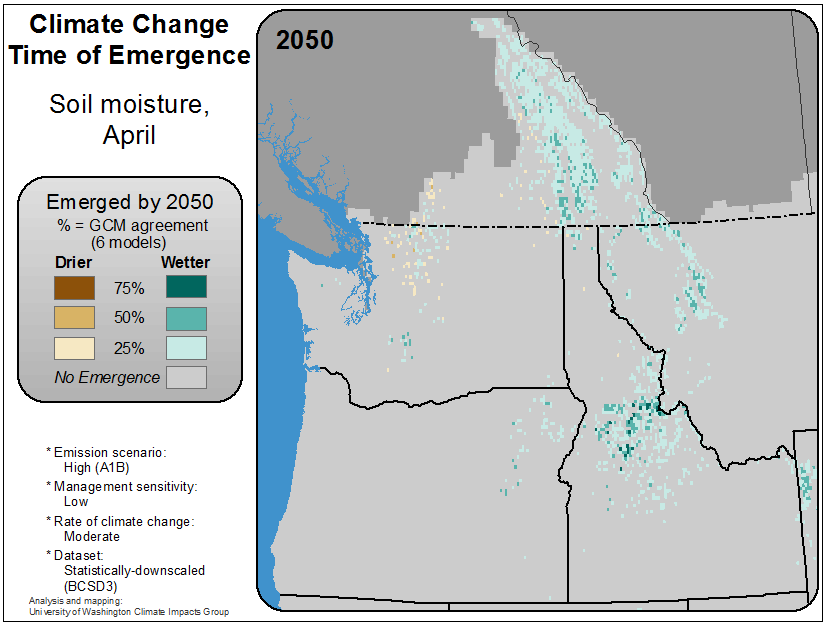 Climate Change
Time of Emergence
Soil moisture,
April
Emerged by 2050
% = GCM agreement
(6 models)
Drier Wetter
75%
50%
25%
No Emergence
* Emission scenario:
High (A1B)
* Management sensitivity:
Low
* Rate of climate change:
Moderate
* Dataset:
Statistically-downscaled
(BCSD3)
Analysis and mapping:
University of Washington Climate Impacts Group
2050